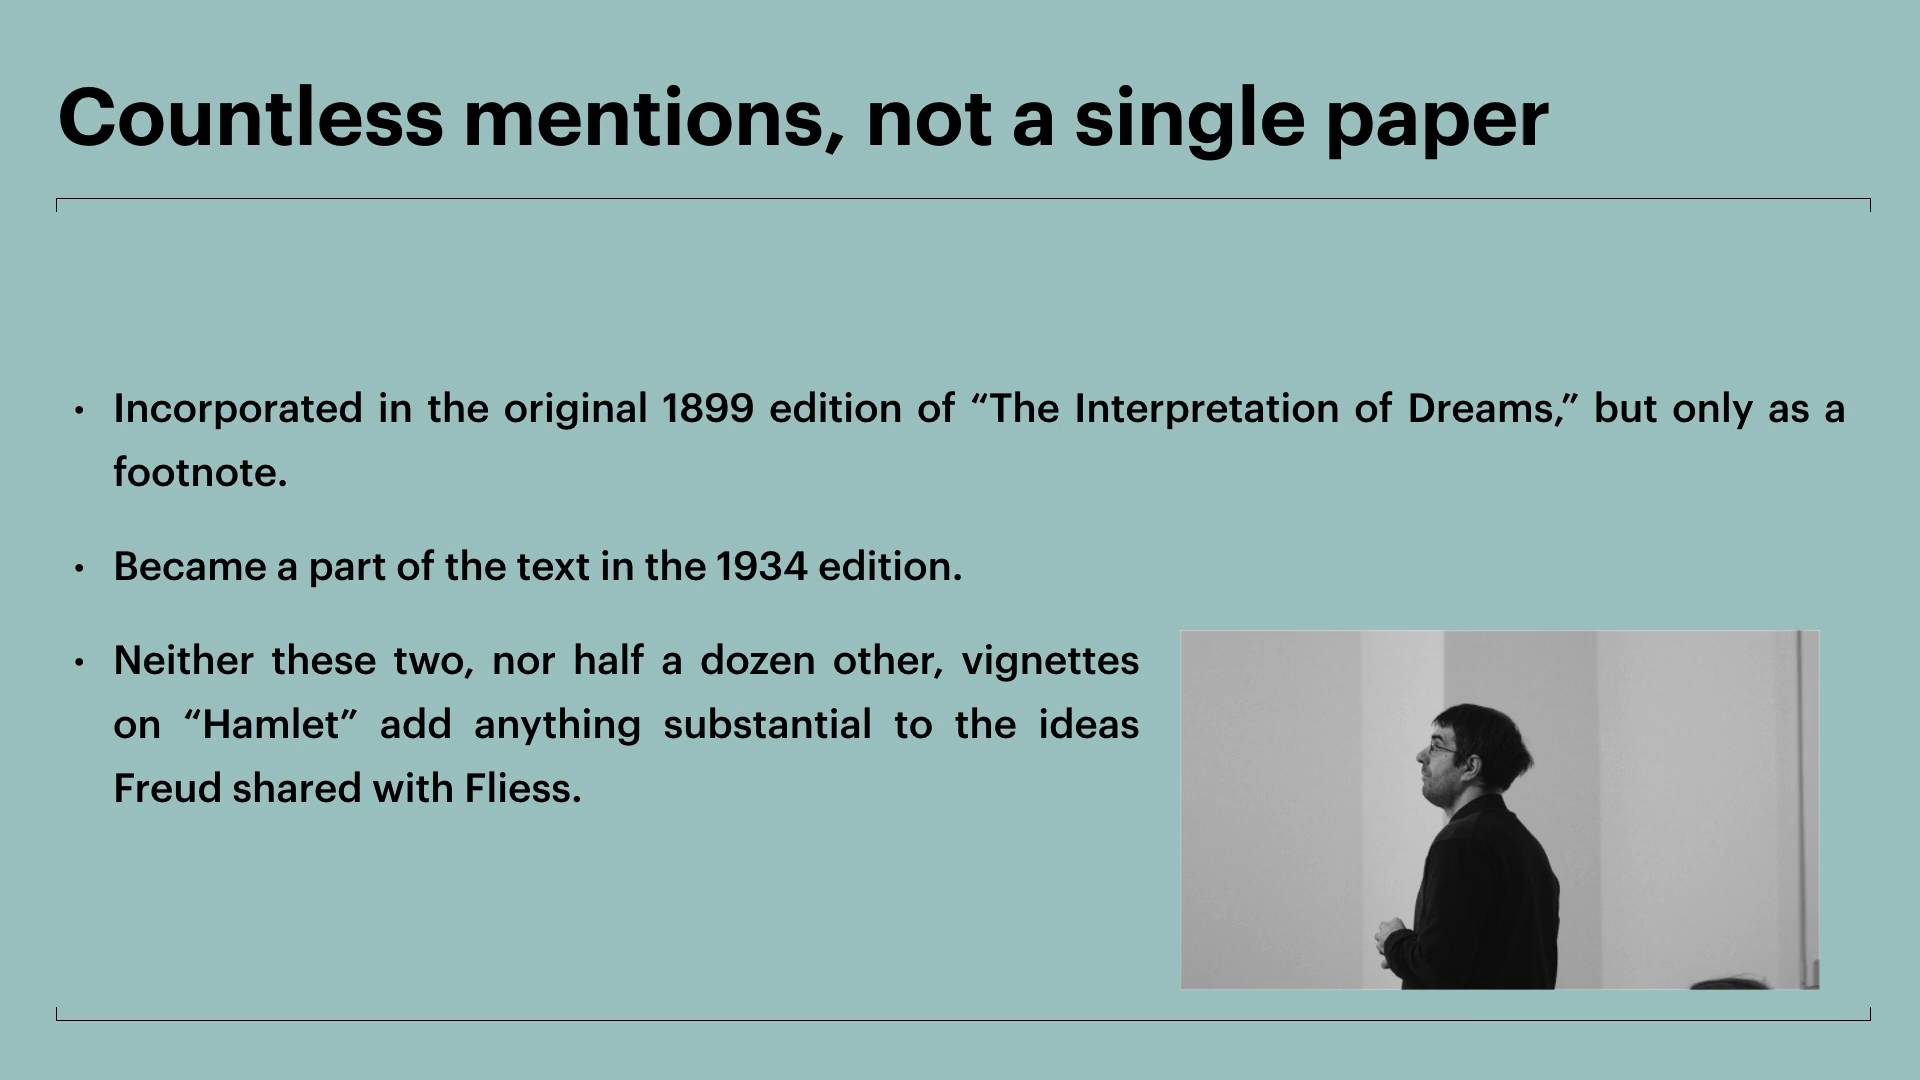 Countless mentions, not a single paper
• Incorporated in the original 1899 edition of “The Interpretation of Dreams,” but only as a
footnote.
• Became a part of the text in the 1934 edition.
• Neither these two, nor half a dozen other, vignettes
on “Hamlet” add anything substantial to the ideas
Freud shared with Fliess.